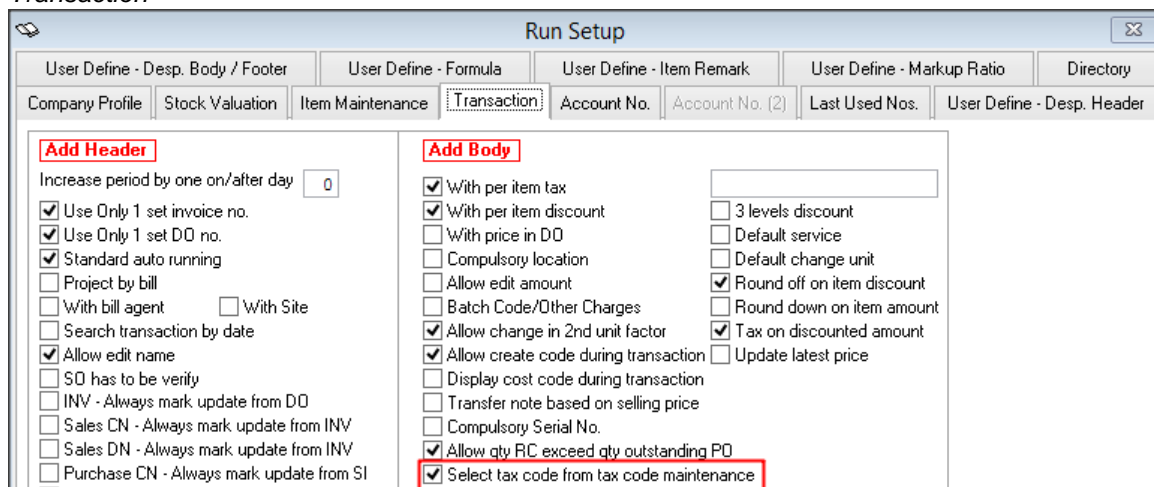 Run Setup
User Define - Desp. Body / Footer User Define - Formula User Define - Item Remark User Define - Markup Ratio Directory
Company Profile Stock Valuation Item Maintenance Transaction Account No. Account No. (2) Last Used Nos. User Define - Desp. Header
Add Header
Increase period by one on/after day 0
Use Only 1 set invoice no.
Use Only 1 set DO no.
Standard auto running
Project by bill
With bill agent With Site
Search transaction by date
Allow edit name
SO has to be verify
INV - Always mark update from DO
Sales CN - Always mark update from INV
Sales DN - Always mark update from INV
Purchase CN - Always mark update from SI
Add Body
With per item tax
With per item discount 3 levels discount
With price in DO Default service
Compulsory location Default change unit
Allow edit amount Round off on item discount
Batch Code/Other Charges Round down on item amount
Allow change in 2nd unit factor Tax on discounted amount
Allow create code during transaction Update latest price
Display cost code during transaction
Transfer note based on selling price
Compulsory Serial No.
Allow qty RC exceed qty outstanding PO
Select tax code from tax code maintenance